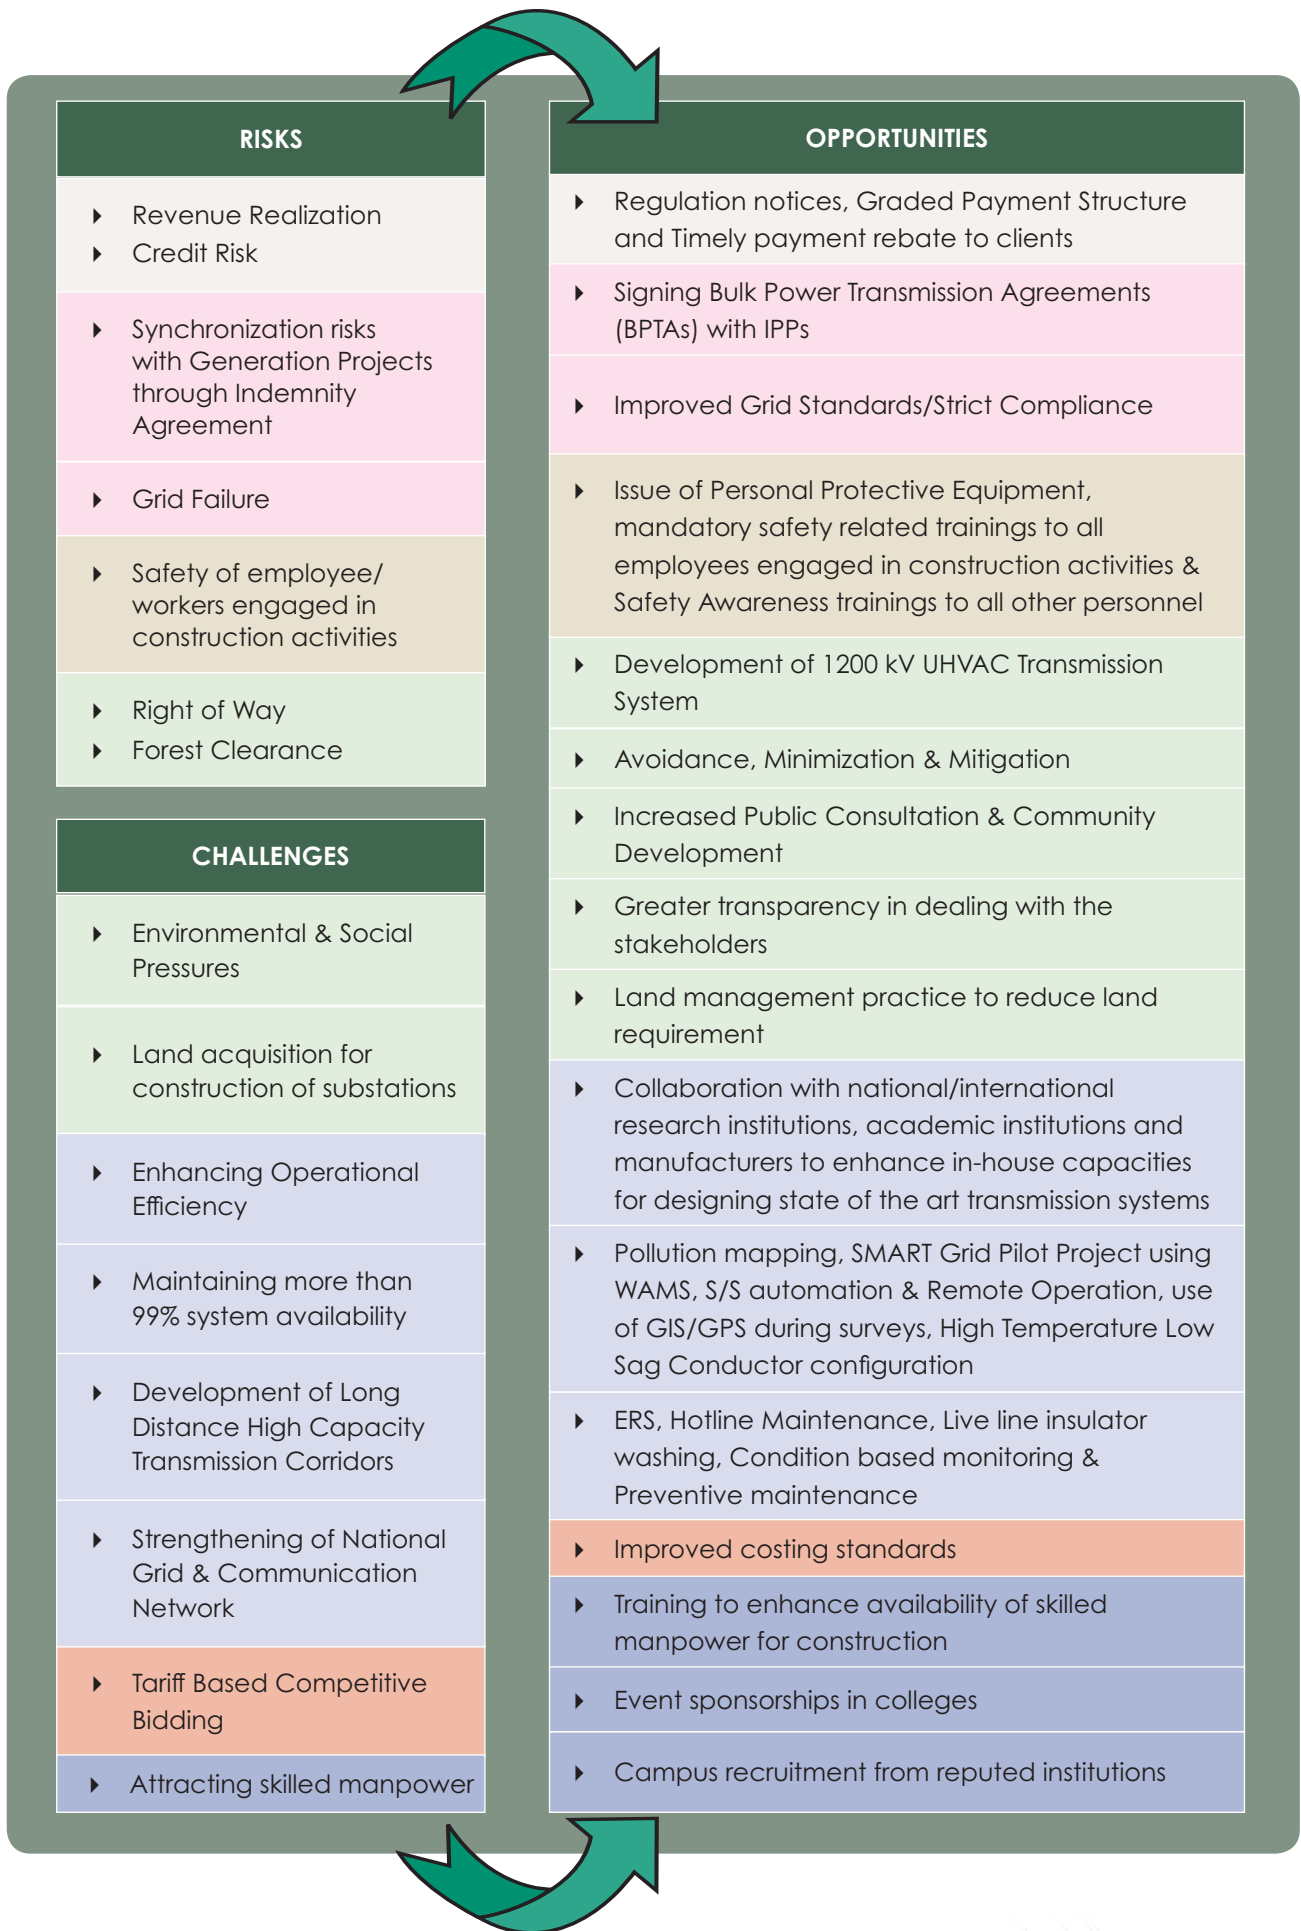 RISKS
Revenue Realization
Credit Risk
Synchronization risks
with Generation Projects
through Indemnity
Agreement
Grid Failure
Safety of employee/
workers engaged in
construction activities
Right of Way
Forest Clearance
CHALLENGES
Environmental & Social
Pressures
Land acquisition for
construction of substations
Enhancing Operational
Efficiency
Maintaining more than
99% system availability
Development of Long
Distance High Capacity
Transmission Corridors
Strengthening of National
Grid & Communication
Network
Tariff Based Competitive
Bidding
Attracting skilled manpower
OPPORTUNITIES
Regulation notices, Graded Payment Structure
and Timely payment rebate to clients
Signing Bulk Power Transmission Agreements
(BPTAs) with IPPs
Improved Grid Standards/Strict Compliance
Issue of Personal Protective Equipment,
mandatory safety related trainings to all
employees engaged in construction activities &
Safety Awareness trainings to all other personnel
Development of 1200 kV UHVAC Transmission
System
Avoidance, Minimization & Mitigation
Increased Public Consultation & Community
Development
Greater transparency in dealing with the
stakeholders
Land management practice to reduce land
requirement
Collaboration with national/international
research institutions, academic institutions and
manufacturers to enhance in-house capacities
for designing state of the art transmission systems
Pollution mapping, SMART Grid Pilot Project using
WAMS, S/S automation & Remote Operation, use
of GIS/GPS during surveys, High Temperature Low
Sag Conductor configuration
ERS, Hotline Maintenance, Live line insulator
washing, Condition based monitoring &
Preventive maintenance
Improved costing standards
Training to enhance availability of skilled
manpower for construction
Event sponsorships in colleges
Campus recruitment from reputed institutions